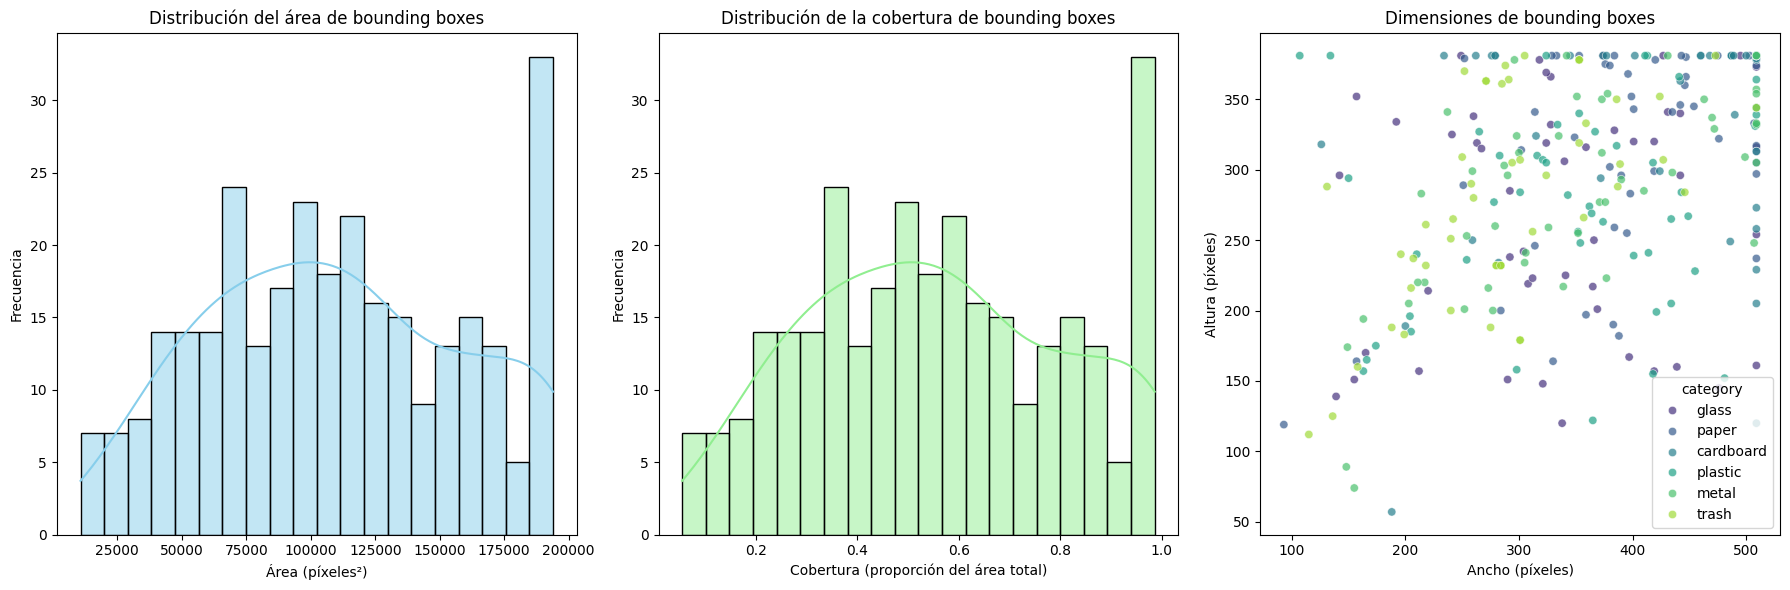 Distribución del área de bounding boxes
Frecuencia
0
5
10
15
20
25
30
25000
50000
75000
100000
125000
150000
175000
200000
Área (píxeles²)
Distribución de la cobertura de bounding boxes
Frecuencia
0
5
10
15
20
25
30
0.2
0.4
0.6
0.8
1.0
Cobertura (proporción del área total)
Dimensiones de bounding boxes
Altura (píxeles)
50
100
150
200
250
300
350
100
200
300
400
500
Ancho (píxeles)
category
glass
paper
cardboard
plastic
metal
trash